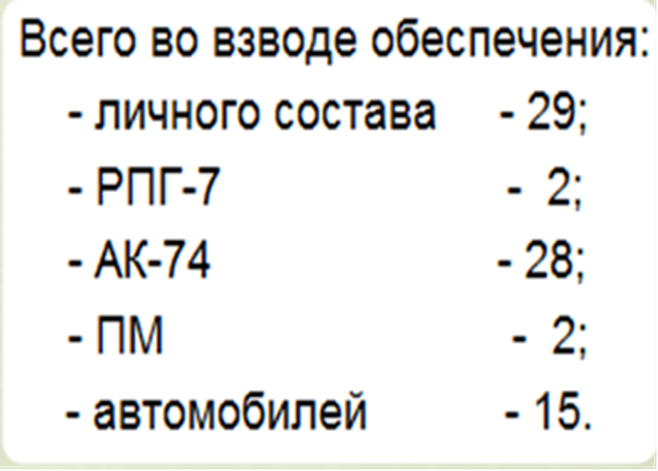 Всего во взводе обеспечения:
- личного состава - 29;
- РПГ-7 - 2;
- АК-74 - 28;
- ПМ - 2;
- автомобилей - 15.